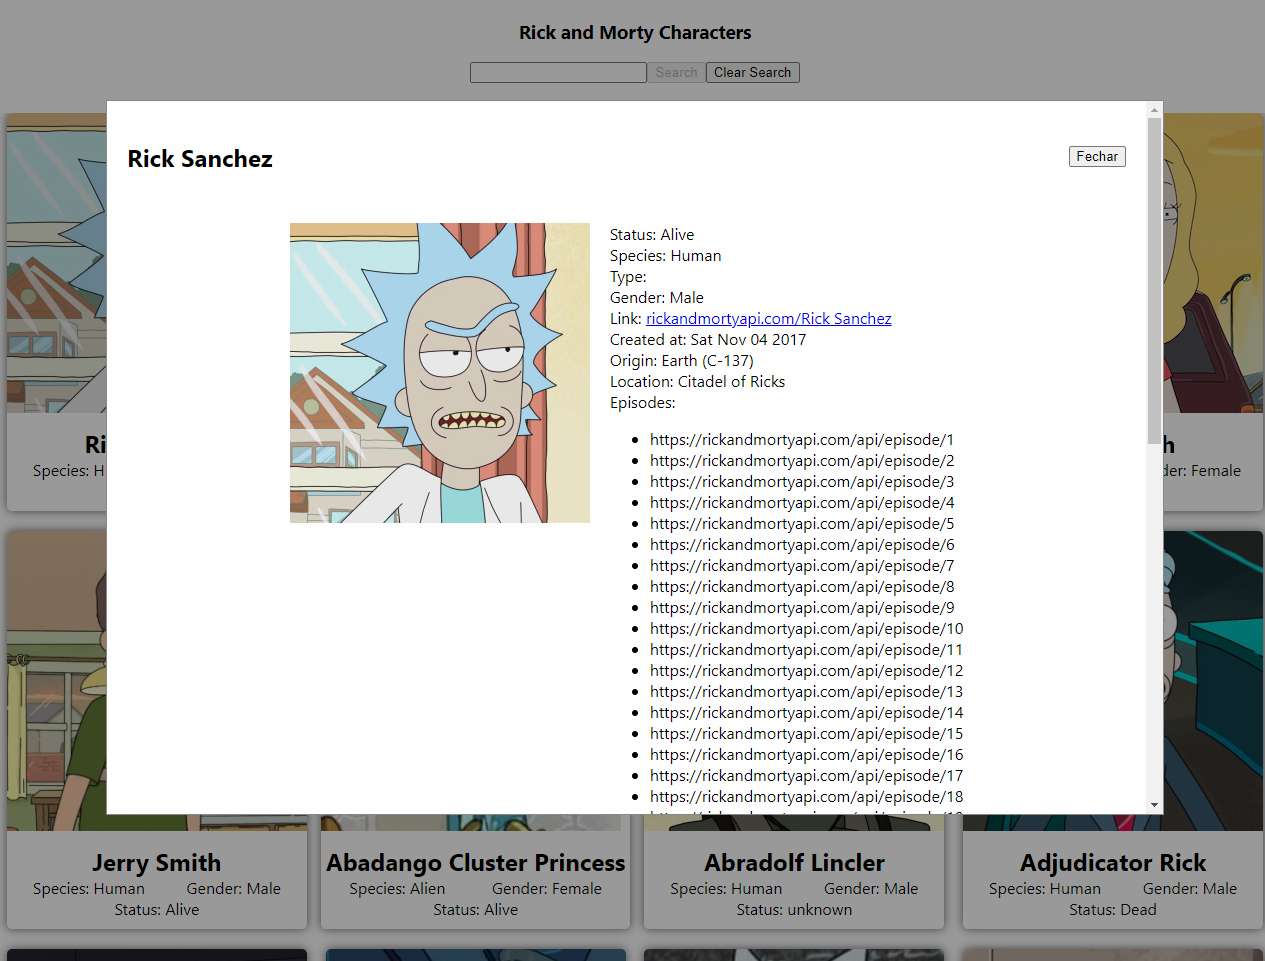 Rick and Morty Characters
Search Clear Search
Rick Sanchez
Fechar
Status: Alive
Species: Human
Type:
Gender: Male
Link: rickandmortyapi.com/Rick Sanchez
Created at: Sat Nov 04 2017
Origin: Earth (C-137)
Location: Citadel of Ricks
Episodes:
https://rickandmortyapi.com/api/episode/1
https://rickandmortyapi.com/api/episode/2
https://rickandmortyapi.com/api/episode/3
https://rickandmortyapi.com/api/episode/4
https://rickandmortyapi.com/api/episode/5
https://rickandmortyapi.com/api/episode/6
https://rickandmortyapi.com/api/episode/7
https://rickandmortyapi.com/api/episode/8
https://rickandmortyapi.com/api/episode/9
https://rickandmortyapi.com/api/episode/10
https://rickandmortyapi.com/api/episode/11
https://rickandmortyapi.com/api/episode/12
https://rickandmortyapi.com/api/episode/13
https://rickandmortyapi.com/api/episode/14
https://rickandmortyapi.com/api/episode/15
https://rickandmortyapi.com/api/episode/16
https://rickandmortyapi.com/api/episode/17
https://rickandmortyapi.com/api/episode/18
Ri
Species: H
h
der: Female
Jerry Smith
Species: Human Gender: Male
Status: Alive
Abadango Cluster Princess
Species: Alien Gender: Female
Status: Alive
Abradolf Lincler
Species: Human Gender: Male
Status: unknown
Adjudicator Rick
Species: Human Gender: Male
Status: Dead